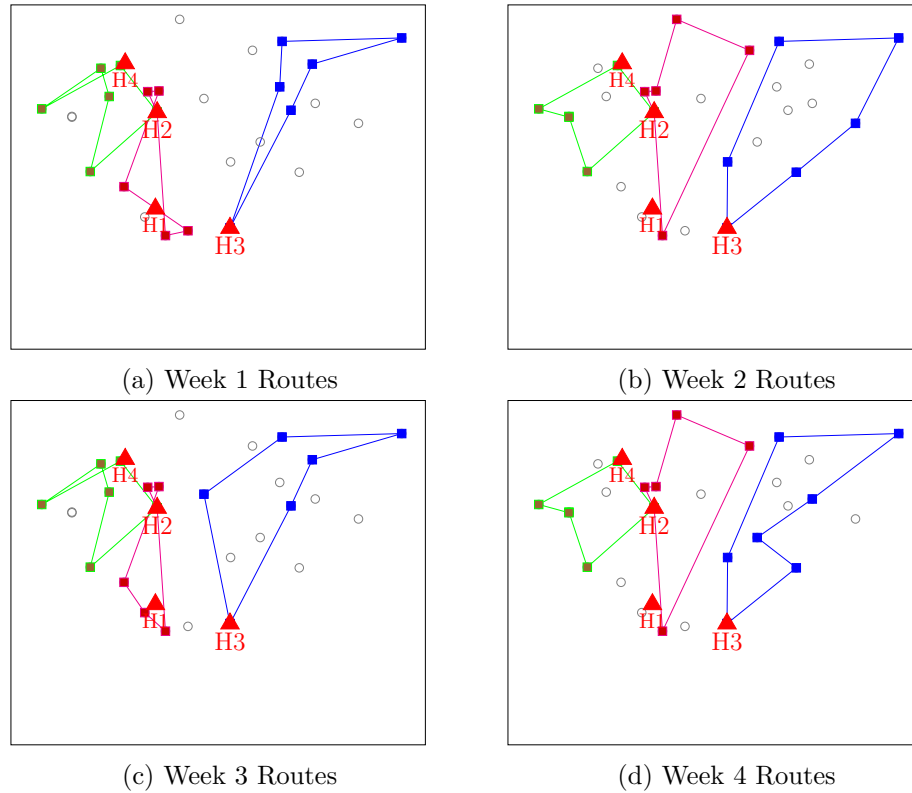 H4
H2
H1
H3
(a) Week 1 Routes
H4
H2
H1
H3
(b) Week 2 Routes
H4
H2
H1
H3
(c) Week 3 Routes
H4
H2
H1
H3
(d) Week 4 Routes